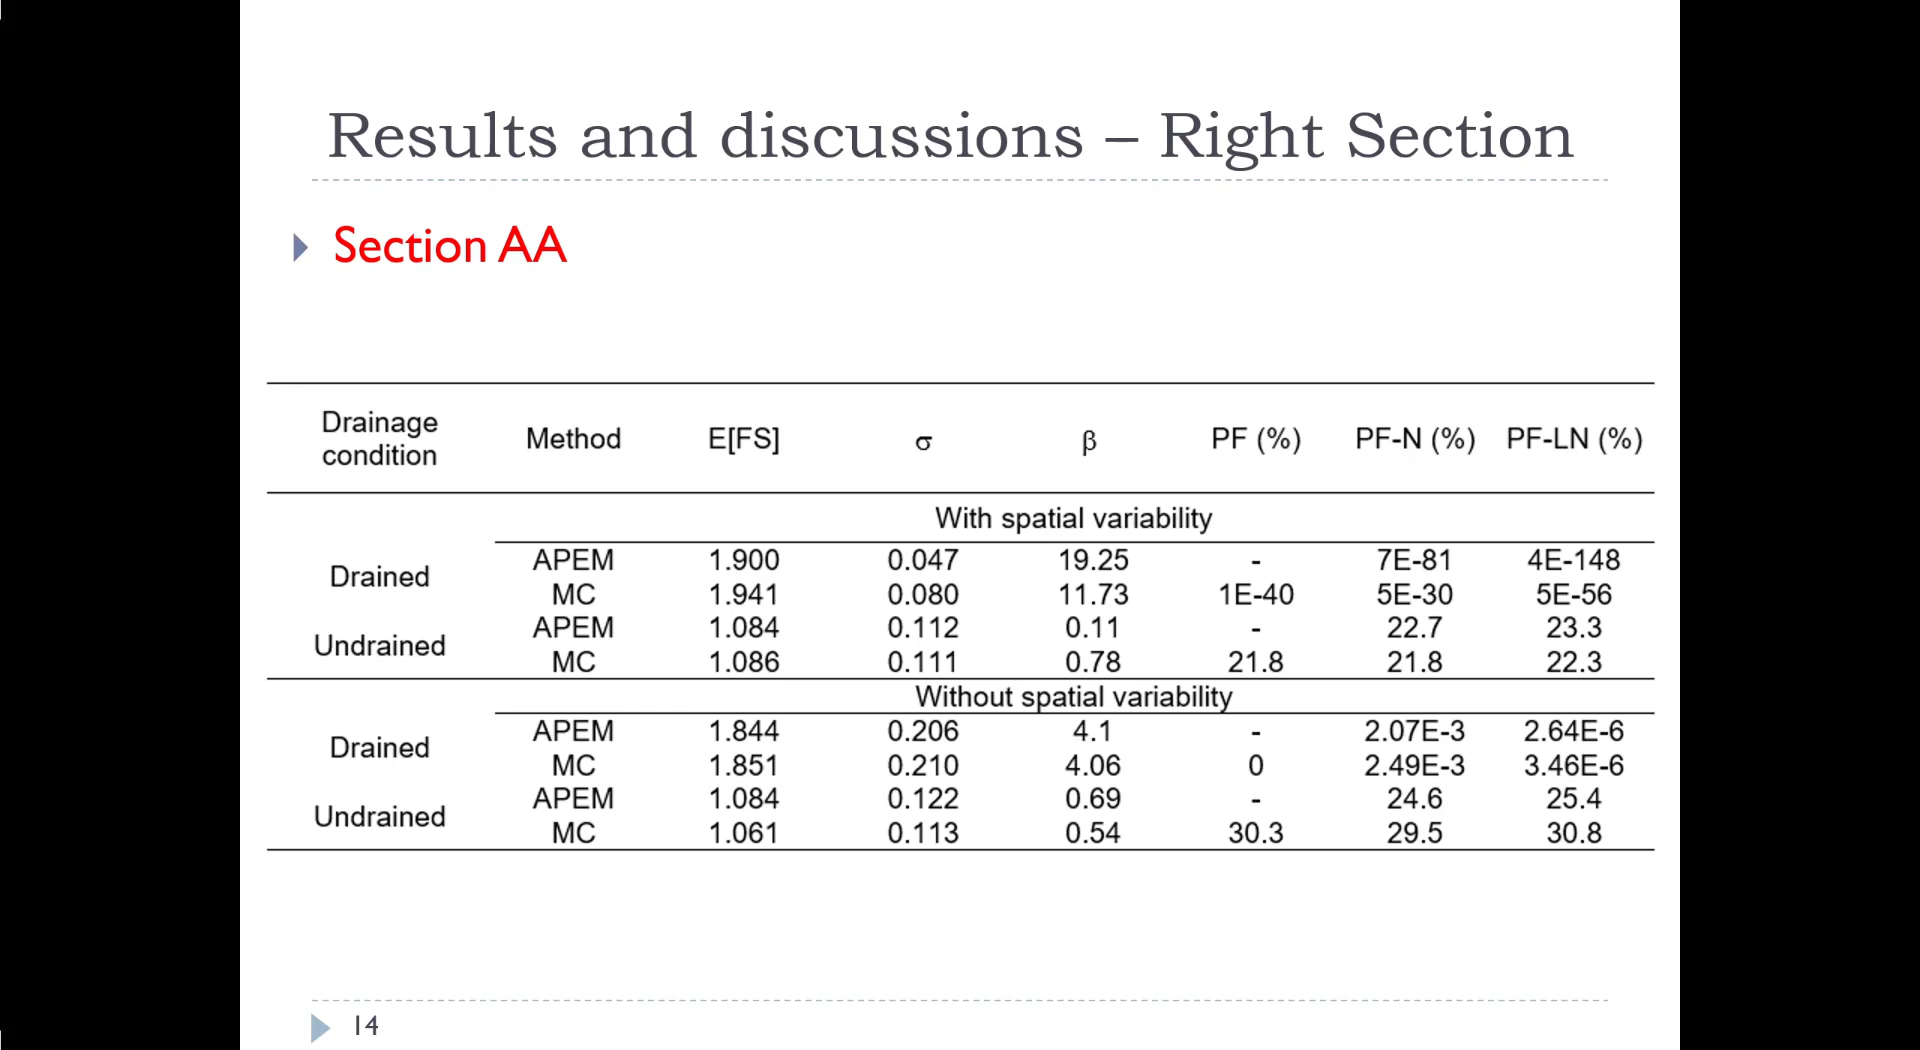 Results and discussions – Right Section
Section AA
Drainage condition Method E[FS] σ β PF (%) PF-N (%) PF-LN (%)
With spatial variability
Drained APEM 1.900 0.047 19.25 - 7E-81 4E-148
MC 1.941 0.080 11.73 1E-40 5E-30 5E-56
Undrained APEM 1.084 0.112 0.11 - 22.7 23.3
MC 1.086 0.111 0.78 21.8 21.8 22.3
Without spatial variability
Drained APEM 1.844 0.206 4.1 - 2.07E-3 2.64E-6
MC 1.851 0.210 4.06 0 2.49E-3 3.46E-6
Undrained APEM 1.084 0.122 0.69 - 24.6 25.4
MC 1.061 0.113 0.54 30.3 29.5 30.8
14